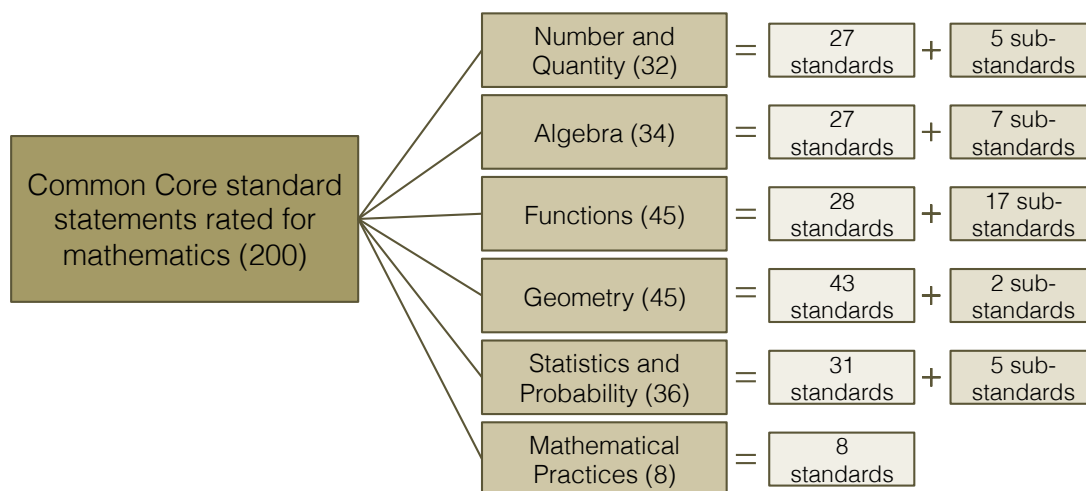 Number and
Quantity (32)
=
27
standards
+
5 sub-
standards
Algebra (34)
=
27
standards
+
7 sub-
standards
Common Core standard
statements rated for
mathematics (200)
Functions (45)
=
28
standards
+
17 sub-
standards
Geometry (45)
=
43
standards
+
2 sub-
standards
Statistics and
Probability (36)
=
31
standards
+
5 sub-
standards
Mathematical
Practices (8)
=
8
standards